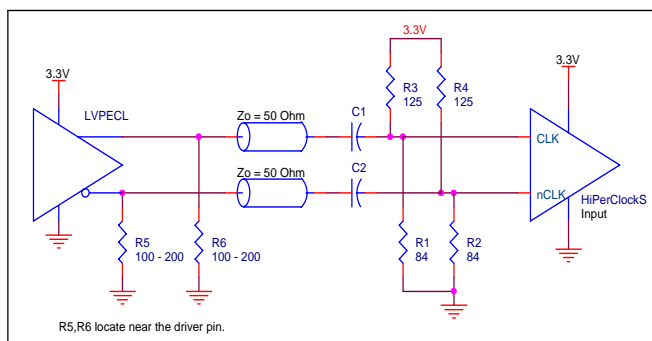 3.3V
3.3V
3.3V
LVPECL
R3
125
R4
125
Zo = 50 Ohm
C1
CLK
Zo = 50 Ohm
C2
nCLK
HiPerClockS
Input
R5
100 - 200
R6
100 - 200
R1
84
R2
84
R5,R6 locate near the driver pin.